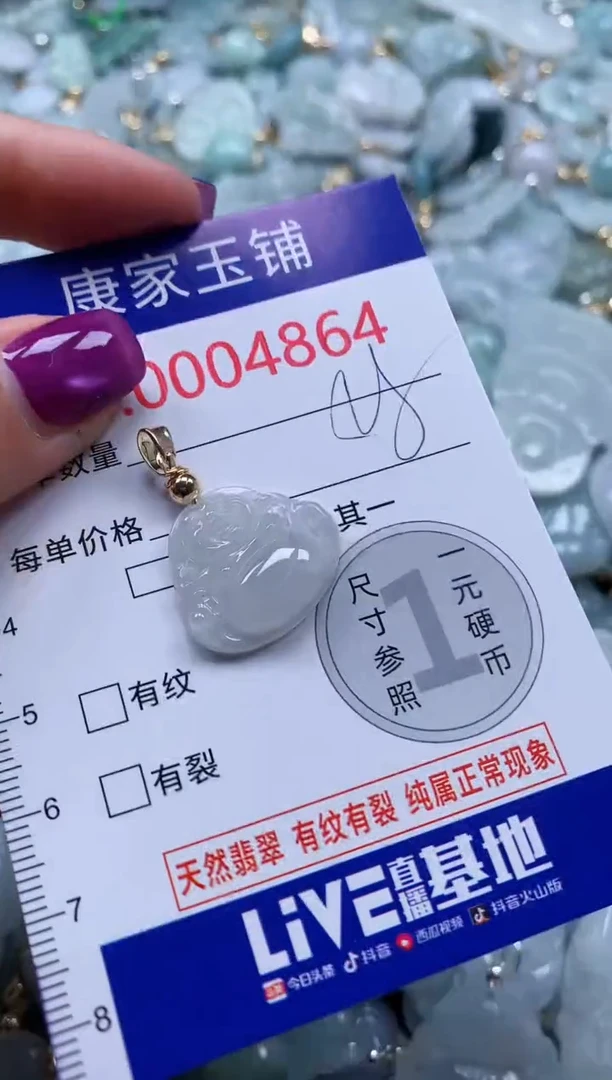 康家玉铺
.0004864
单数量
每单价格
其一
一元硬币
尺寸参照
1
4
有纹
5
有裂
6
天然翡翠 有纹有裂 纯属正常现象
7
LiVE直播基地
今日头条 抖音 西瓜视频 抖音火山版
8